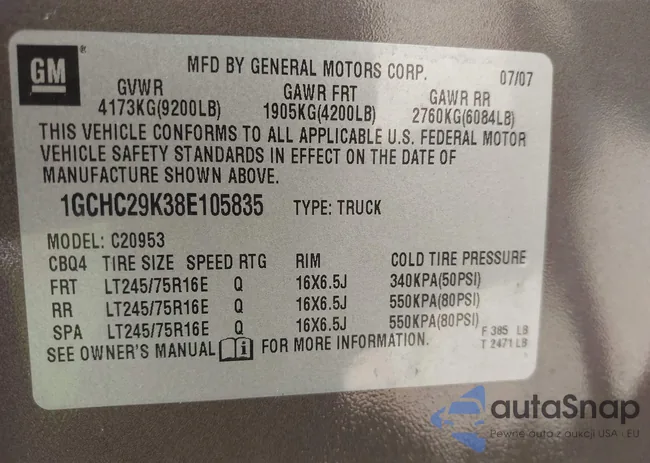 GM
MFD BY GENERAL MOTORS CORP. 07/07
GVWR GAWR FRT GAWR RR
4173KG(9200LB) 1905KG(4200LB) 2760KG(6084LB)
THIS VEHICLE CONFORMS TO ALL APPLICABLE U.S. FEDERAL MOTOR
VEHICLE SAFETY STANDARDS IN EFFECT ON THE DATE OF
MANUFACTURE SHOWN ABOVE.
1GCHC29K38E105835 TYPE: TRUCK
MODEL: C20953
CBQ4 TIRE SIZE SPEED RTG RIM COLD TIRE PRESSURE
FRT LT245/75R16E Q 16X6.5J 340KPA(50PSI)
RR LT245/75R16E Q 16X6.5J 550KPA(80PSI)
SPA LT245/75R16E Q 16X6.5J 550KPA(80PSI)
F 385 LB
SEE OWNER'S MANUAL i FOR MORE INFORMATION. T 2471 LB
autaSnap
Pewne auta z aukcji USA i EU